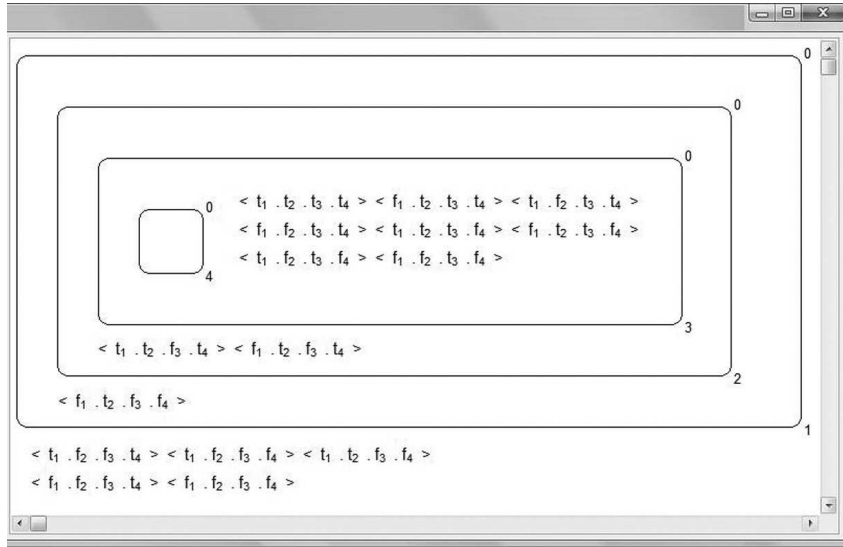 0
0
0
0 < t₁ . t₂ . t₃ . t₄ > < f₁ . t₂ . t₃ . t₄ > < t₁ . f₂ . t₃ . t₄ >
< f₁ . f₂ . t₃ . t₄ > < t₁ . t₂ . t₃ . f₄ > < f₁ . t₂ . t₃ . f₄ >
< t₁ . f₂ . t₃ . f₄ > < f₁ . f₂ . t₃ . f₄ >
4
3
< t₁ . t₂ . f₃ . t₄ > < f₁ . t₂ . f₃ . t₄ >
2
< f₁ . t₂ . f₃ . f₄ >
1
< t₁ . f₂ . f₃ . t₄ > < t₁ . f₂ . f₃ . f₄ > < t₁ . t₂ . f₃ . f₄ >
< f₁ . f₂ . f₃ . t₄ > < f₁ . f₂ . f₃ . f₄ >